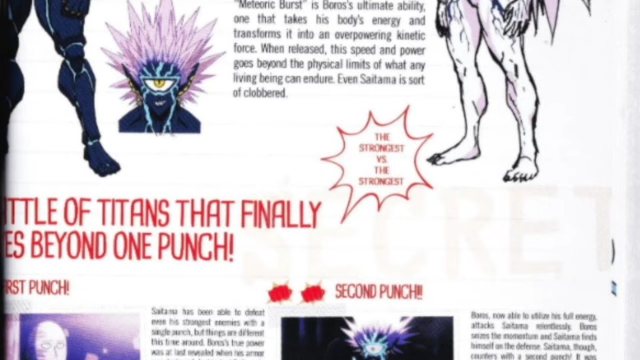 "Meteoric Burst" is Boros's ultimate ability,
one that takes his body's energy and
transforms it into an overpowering kinetic
force. When released, this speed and power
goes beyond the physical limits of what any
living being can endure. Even Saitama is sort
of clobbered.
THE
STRONGEST
VS.
THE
STRONGEST
SECRET
TTLE OF TITANS THAT FINALLY
ES BEYOND ONE PUNCH!
RST PUNCH!
SECOND PUNCH!!
Saitama has been able to defeat
even his strongest enemies with a
single punch, but things are different
this time around. Boros's true power
was at last revealed when his armor
Boros, now able to utilize his full energy,
attacks Saitama relentlessly. Boros
seizes the momentum and Saitama finds
himself on the defense. Saitama, though,
counters with a second punch! It was